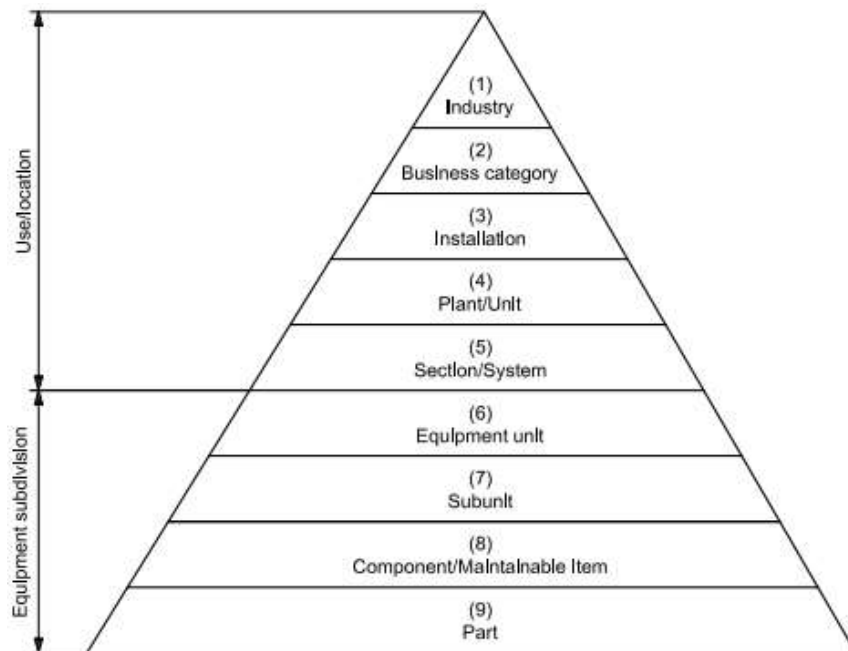 (1)
Industry
(2)
Business category
(3)
Installation
(4)
Plant/Unit
(5)
Section/System
(6)
Equipment unit
(7)
Subunit
(8)
Component/Maintainable Item
(9)
Part
Use/location
Equipment subdivision